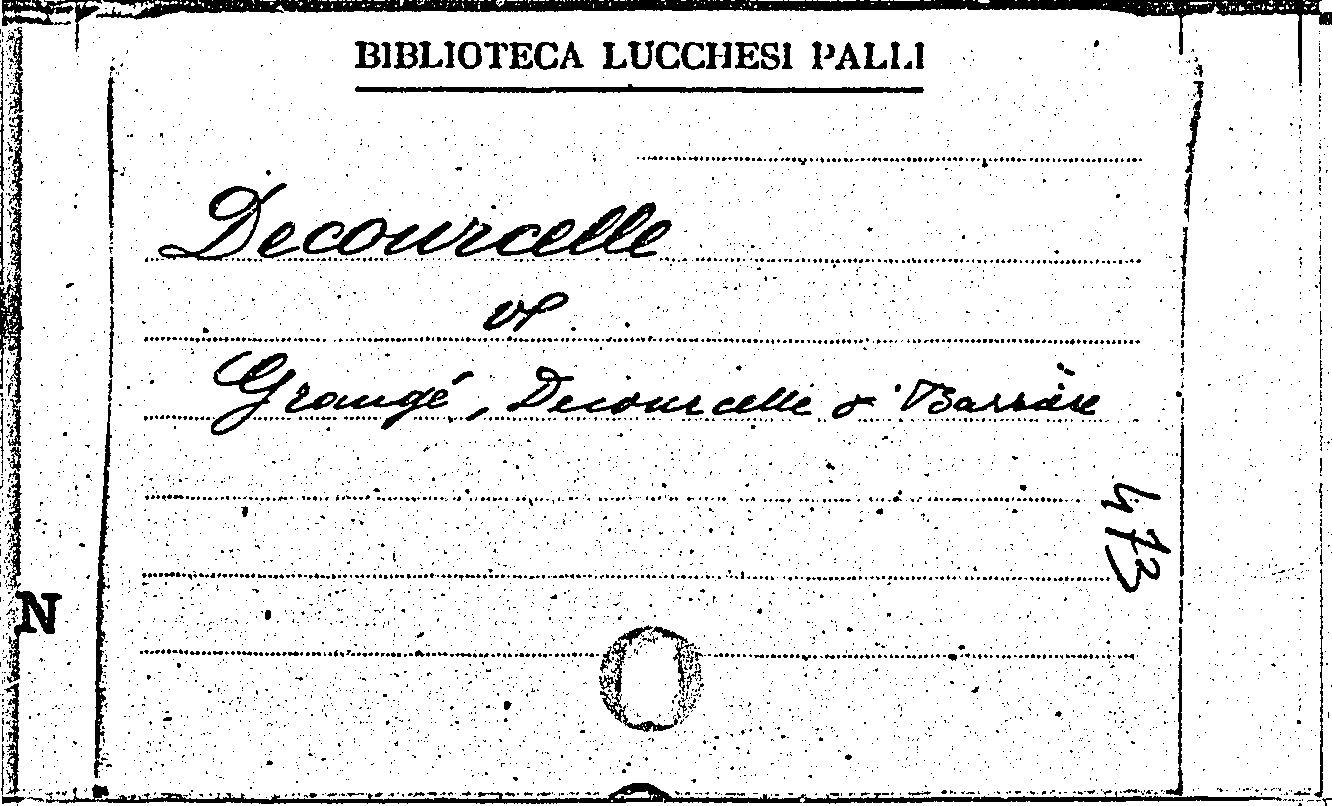 BIBLIOTECA LUCCHESI PALLI
Decourcelle
v.
Grangé, Decourcelle & Barrière
473
N